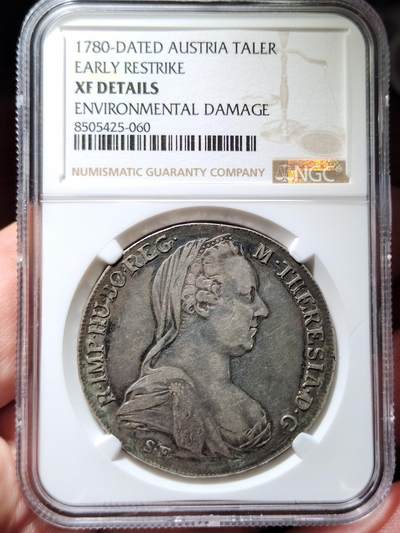 1780-DATED AUSTRIA TALER
EARLY RESTRIKE
XF DETAILS
ENVIRONMENTAL DAMAGE
8505425-060
NUMISMATIC GUARANTY COMPANY
NGC
R·IMP·HU·BO·REG·
M·THERESIA·D·G·
S·F·